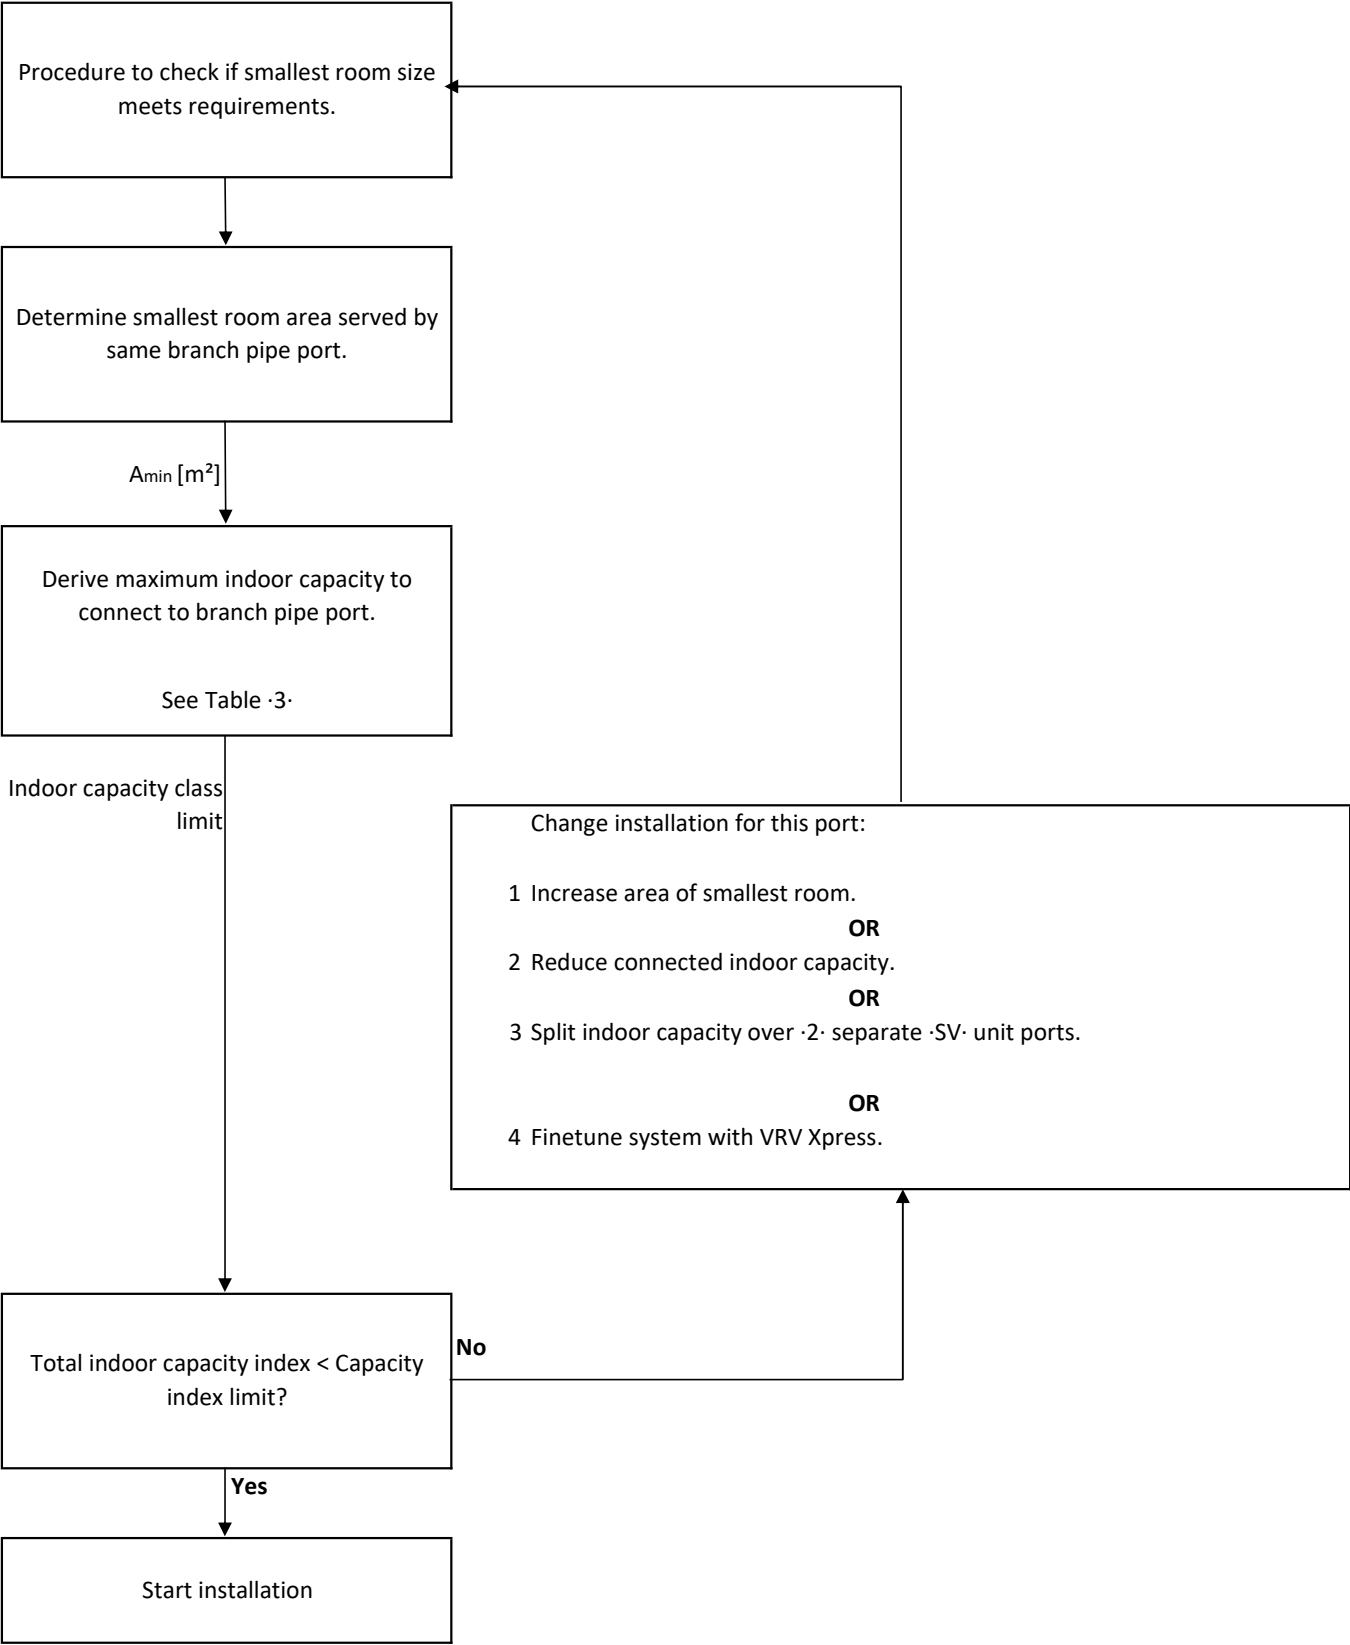 Procedure to check if smallest room size
meets requirements.
Determine smallest room area served by
same branch pipe port.
Amin [m²]
Derive maximum indoor capacity to
connect to branch pipe port.
See Table ·3·
Indoor capacity class
limit
Change installation for this port:
1 Increase area of smallest room.
OR
2 Reduce connected indoor capacity.
OR
3 Split indoor capacity over ·2· separate ·SV· unit ports.
OR
4 Finetune system with VRV Xpress.
Total indoor capacity index < Capacity
index limit?
No
Yes
Start installation